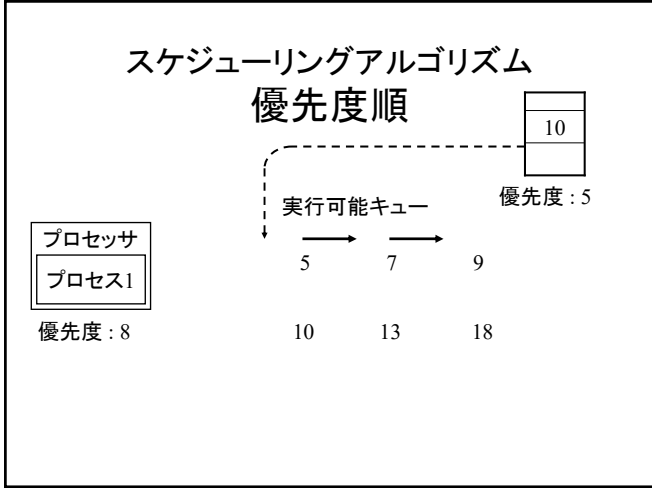 スケジューリングアルゴリズム
優先度順
10
優先度 : 5
実行可能キュー
プロセッサ
プロセス1
優先度 : 8
5 7 9
10 13 18